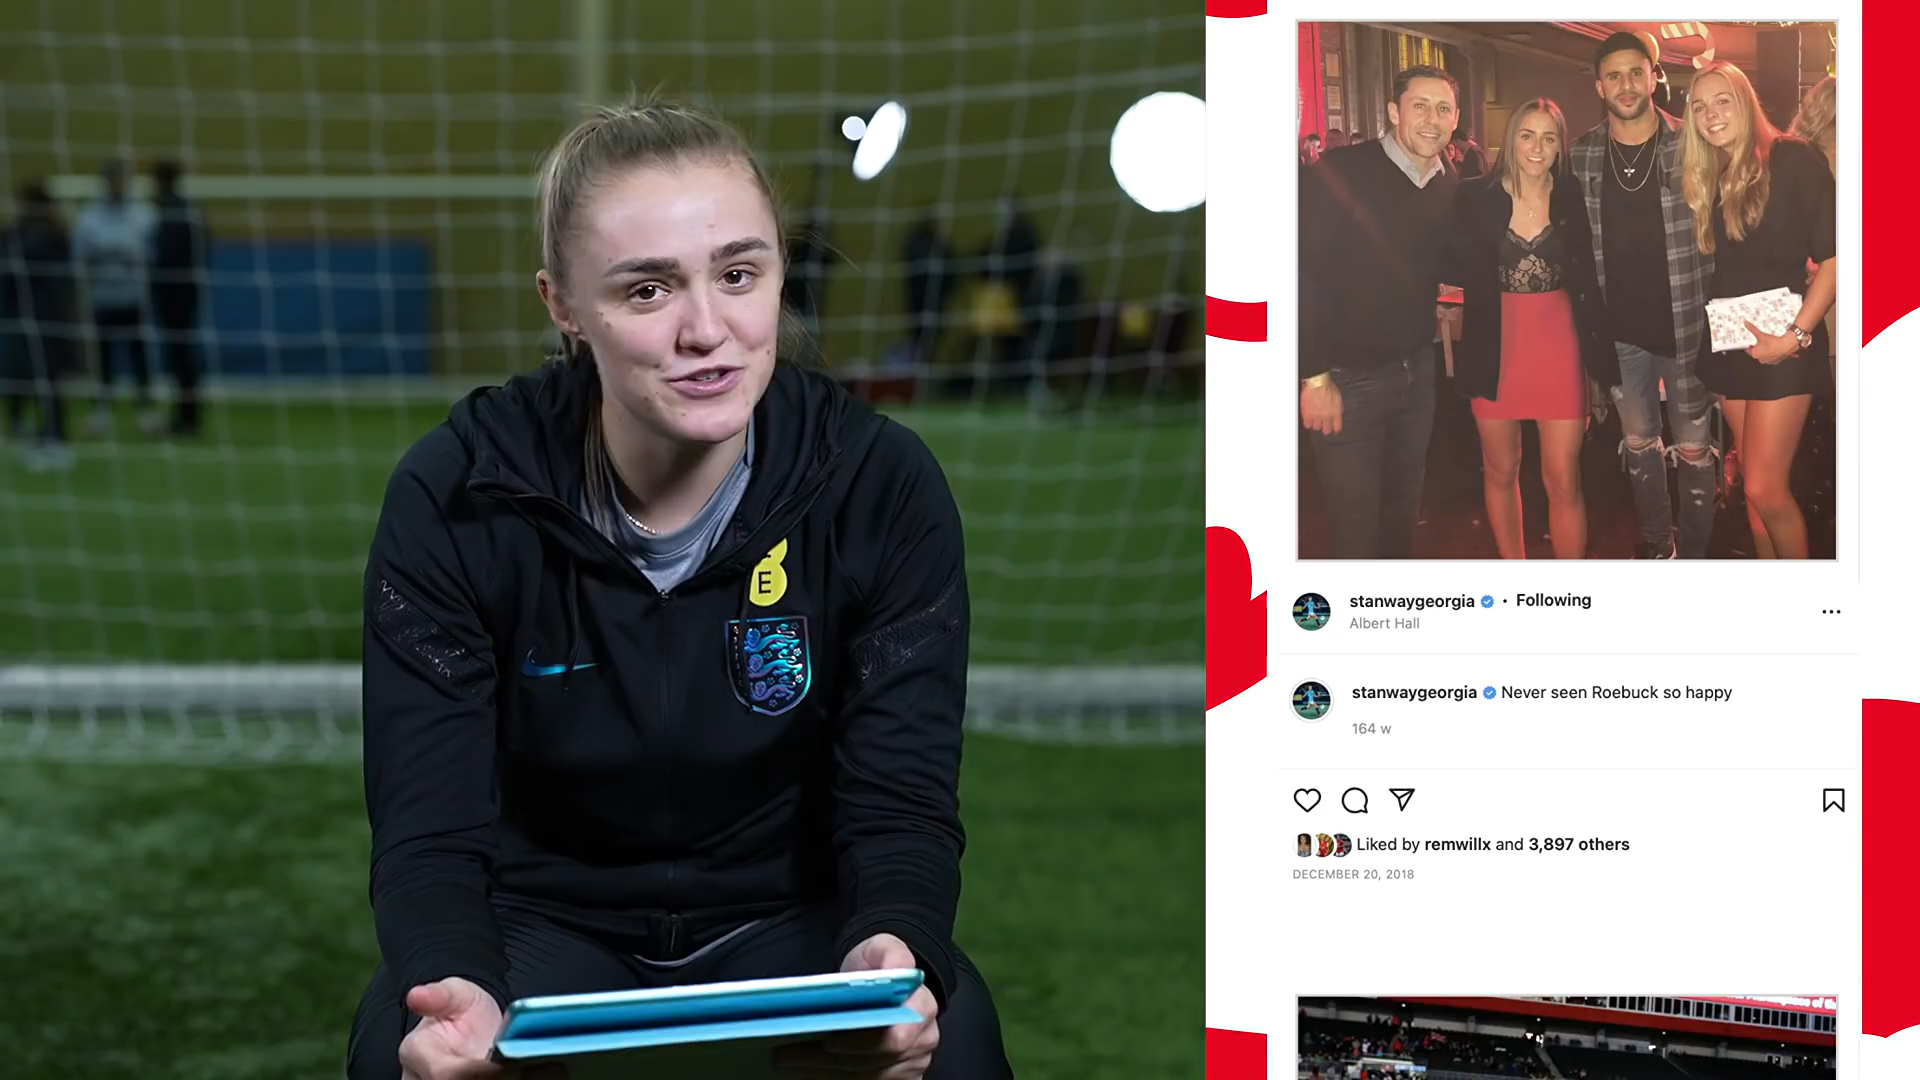 E
stanwaygeorgia • Following
Albert Hall
stanwaygeorgia Never seen Roebuck so happy
164 w
Liked by remwillx and 3,897 others
DECEMBER 20, 2018